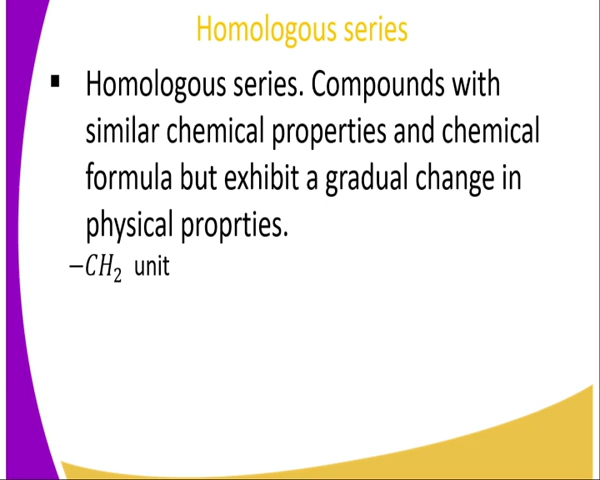 Homologous series
▪ Homologous series. Compounds with
similar chemical properties and chemical
formula but exhibit a gradual change in
physical proprties.
−CH₂ unit